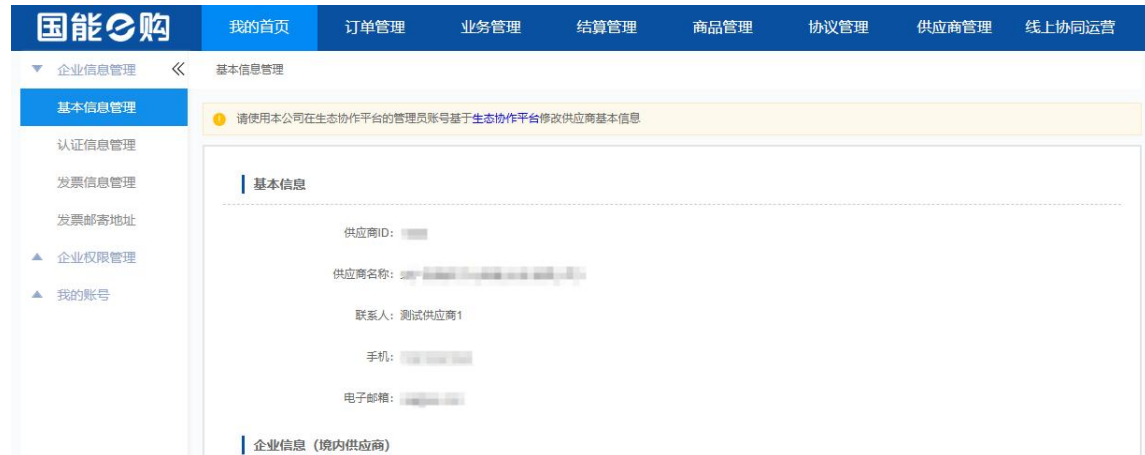 国能e购 我的首页 订单管理 业务管理 结算管理 商品管理 协议管理 供应商管理 线上协同运营
企业信息管理
基本信息管理
基本信息管理
请使用本公司在生态协作平台的管理员账号基于生态协作平台修改供应商基本信息
认证信息管理
发票信息管理
基本信息
发票邮寄地址
供应商ID：
企业权限管理
供应商名称：
我的账号
联系人：测试供应商1
手机：
电子邮箱：
企业信息（境内供应商）